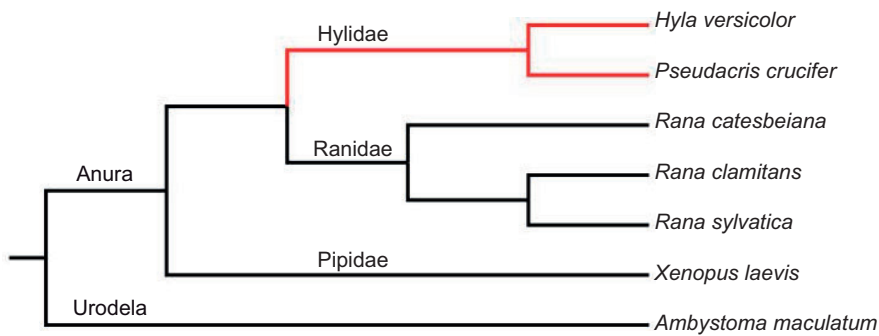 Hyla versicolor
Hylidae
Pseudacris crucifer
Rana catesbeiana
Ranidae
Rana clamitans
Anura
Rana sylvatica
Pipidae
Xenopus laevis
Urodela
Ambystoma maculatum